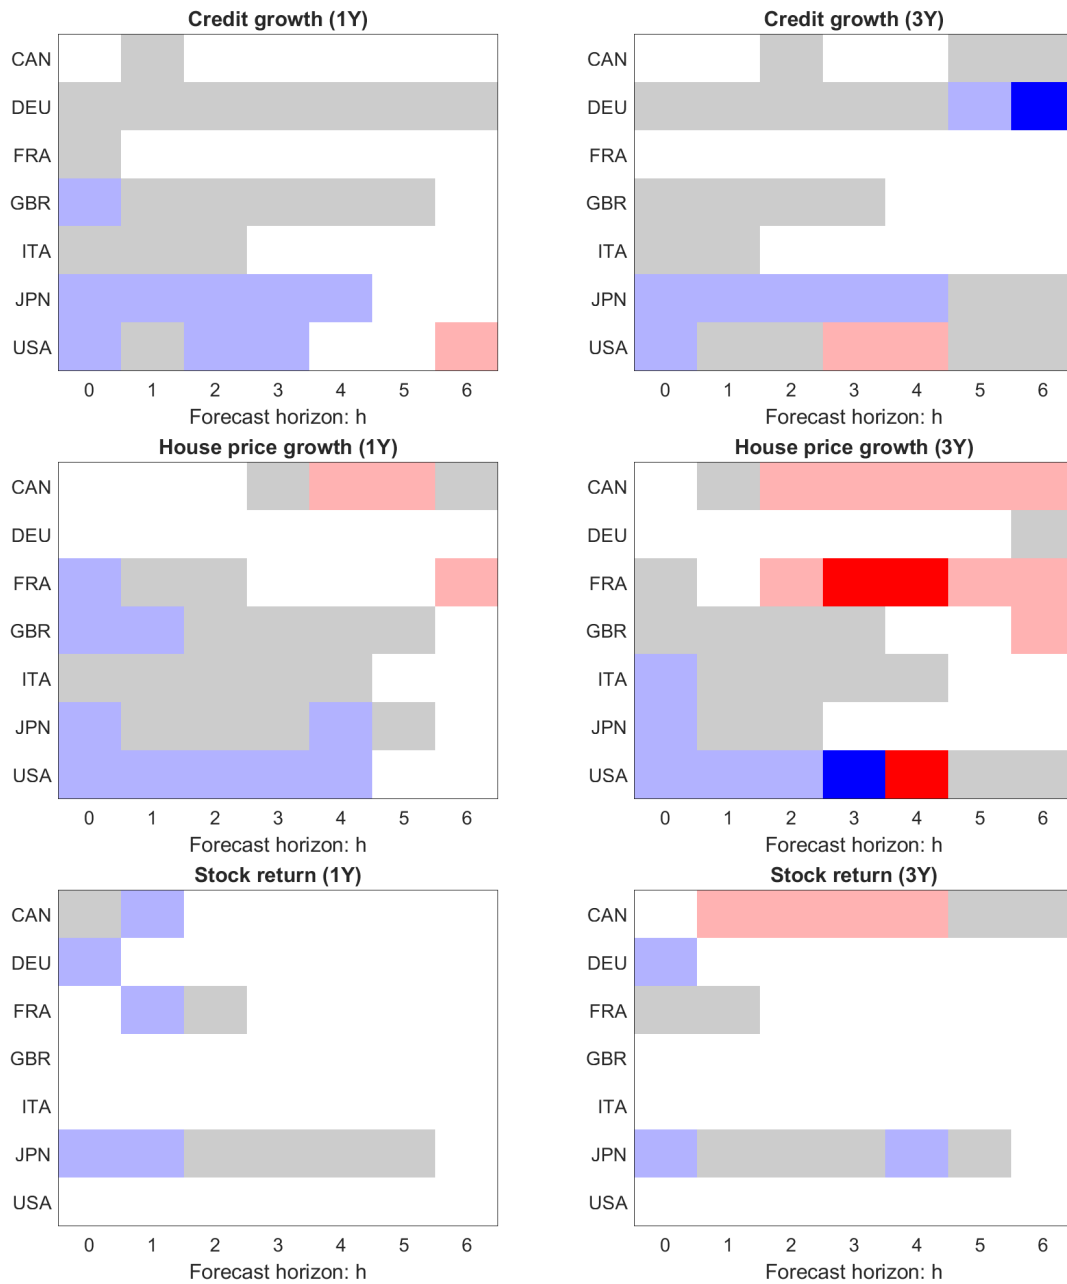 Credit growth (1Y)
CAN
DEU
FRA
GBR
ITA
JPN
USA
0 1 2 3 4 5 6
Forecast horizon: h
Credit growth (3Y)
CAN
DEU
FRA
GBR
ITA
JPN
USA
0 1 2 3 4 5 6
Forecast horizon: h
House price growth (1Y)
CAN
DEU
FRA
GBR
ITA
JPN
USA
0 1 2 3 4 5 6
Forecast horizon: h
House price growth (3Y)
CAN
DEU
FRA
GBR
ITA
JPN
USA
0 1 2 3 4 5 6
Forecast horizon: h
Stock return (1Y)
CAN
DEU
FRA
GBR
ITA
JPN
USA
0 1 2 3 4 5 6
Forecast horizon: h
Stock return (3Y)
CAN
DEU
FRA
GBR
ITA
JPN
USA
0 1 2 3 4 5 6
Forecast horizon: h